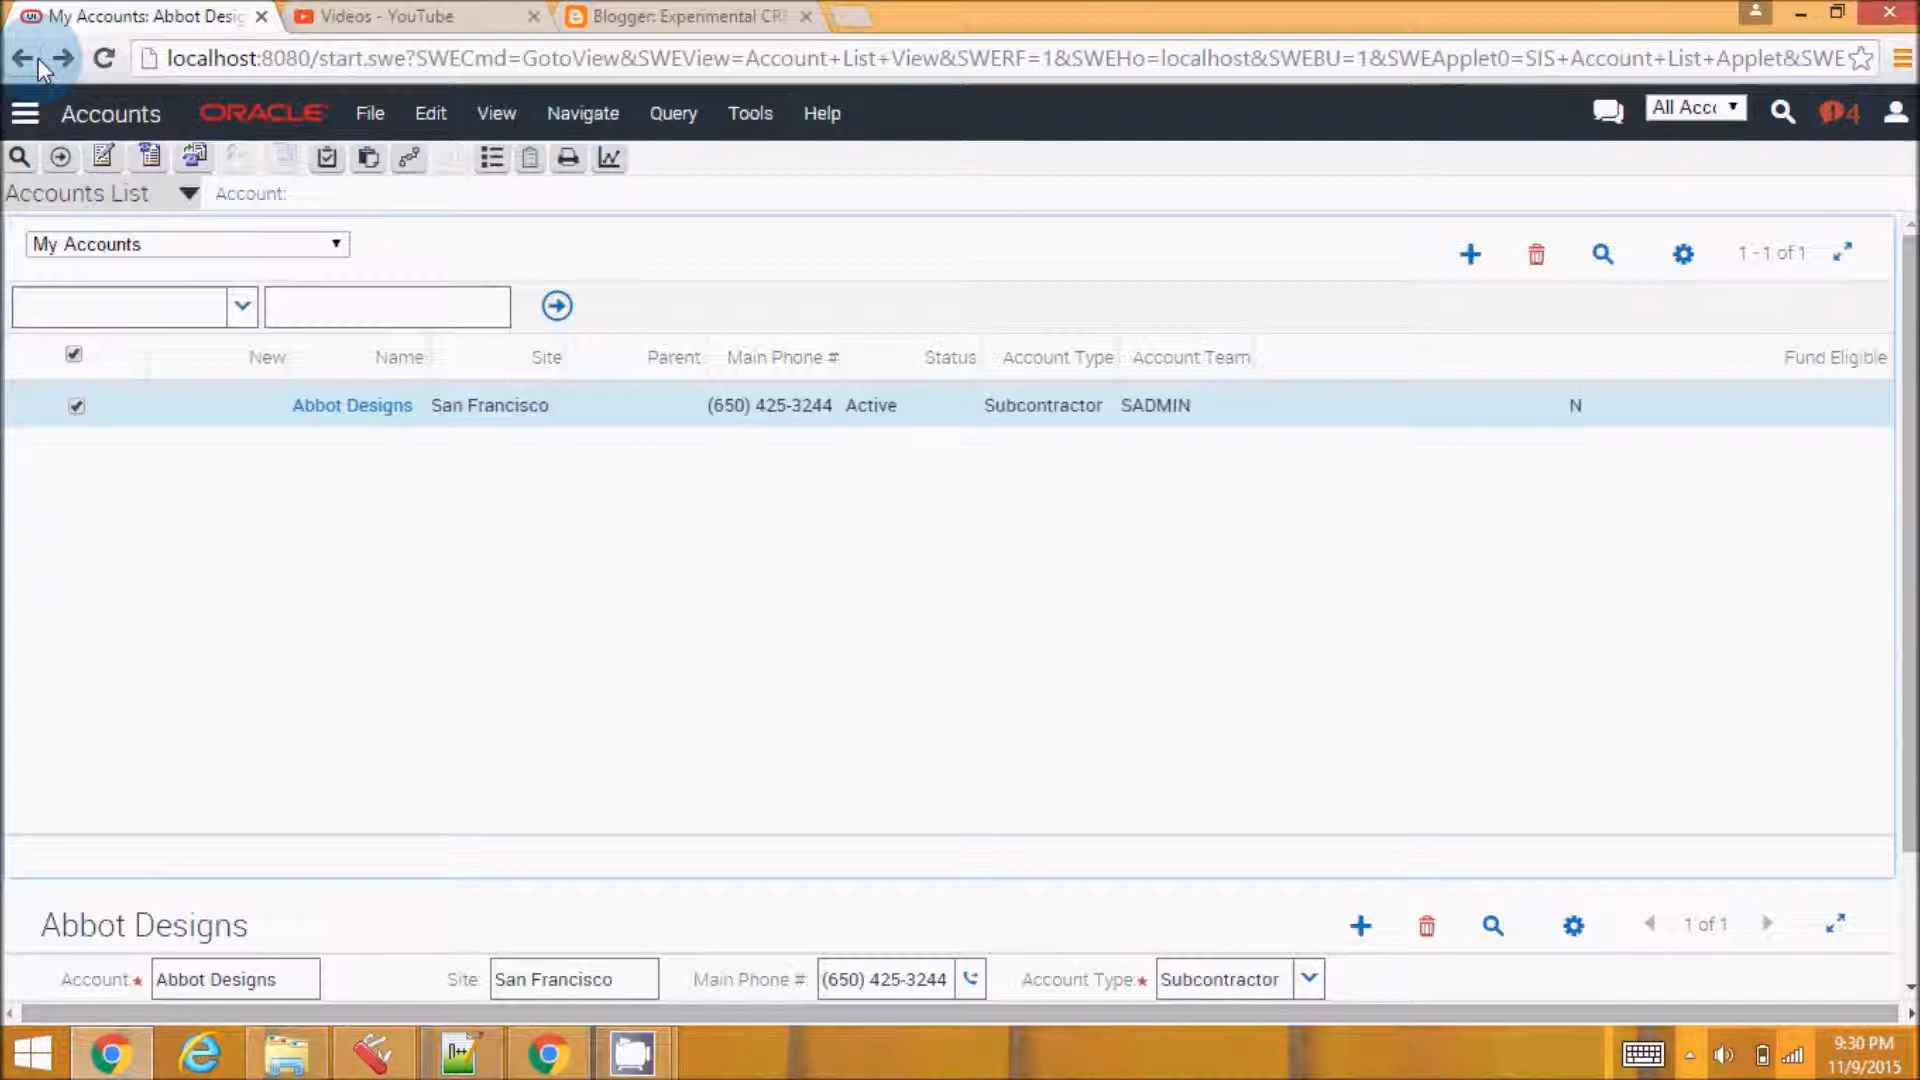 My Accounts: Abbot Desig
Videos - YouTube
Blogger: Experimental CR
localhost:8080/start.swe?SWECmd=GotoView&SWEView=Account+List+View&SWERF=1&SWEHo=localhost&SWEBU=1&SWEApplet0=SIS+Account+List+Applet&SWE
Accounts ORACLE File Edit View Navigate Query Tools Help All Acc 4
Accounts List Account:
My Accounts 1 - 1 of 1
New Name Site Parent Main Phone # Status Account Type Account Team Fund Eligible
Abbot Designs San Francisco (650) 425-3244 Active Subcontractor SADMIN N
Abbot Designs 1 of 1
Account:* Abbot Designs Site: San Francisco Main Phone #: (650) 425-3244 Account Type:* Subcontractor
9:30 PM
11/9/2015